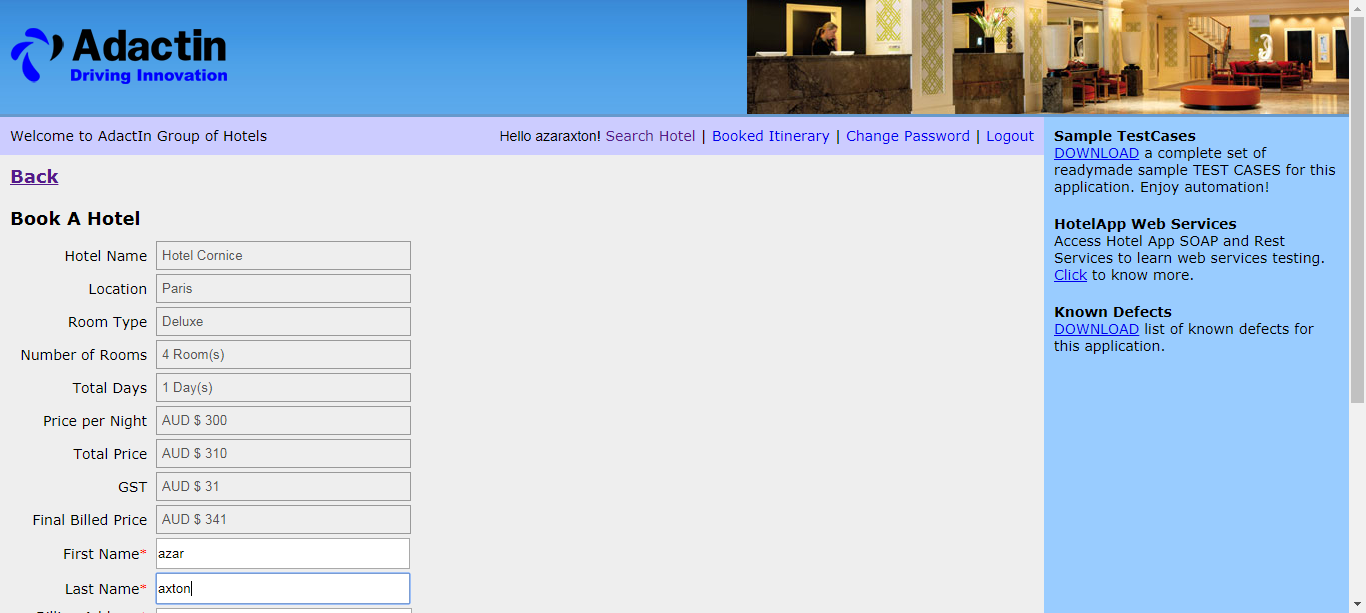 Adactin
Driving Innovation
Welcome to AdactIn Group of Hotels
Hello azaraxton! Search Hotel | Booked Itinerary | Change Password | Logout
Back
Book A Hotel
Hotel Name Hotel Cornice
Location Paris
Room Type Deluxe
Number of Rooms 4 Room(s)
Total Days 1 Day(s)
Price per Night AUD $ 300
Total Price AUD $ 310
GST AUD $ 31
Final Billed Price AUD $ 341
First Name* azar
Last Name* axton
Sample TestCases
DOWNLOAD a complete set of
readymade sample TEST CASES for this
application. Enjoy automation!
HotelApp Web Services
Access Hotel App SOAP and Rest
Services to learn web services testing.
Click to know more.
Known Defects
DOWNLOAD list of known defects for
this application.